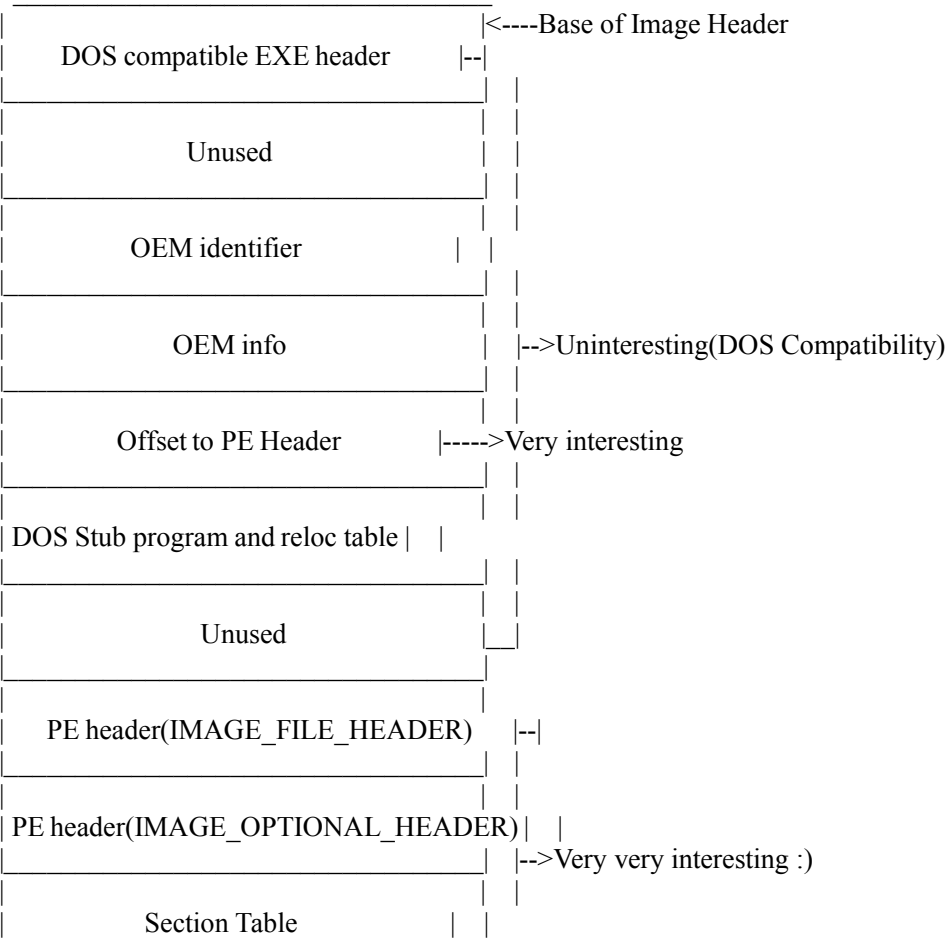 <----Base of Image Header
DOS compatible EXE header |--|
Unused
OEM identifier
OEM info |-->Uninteresting(DOS Compatibility)
Offset to PE Header |----->Very interesting
DOS Stub program and reloc table
Unused
PE header(IMAGE_FILE_HEADER) |--|
PE header(IMAGE_OPTIONAL_HEADER)
|-->Very very interesting :)
Section Table